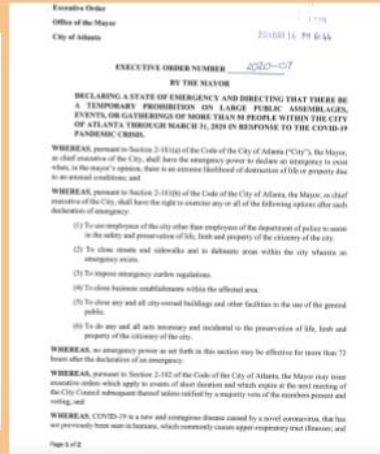 Executive Order
Office of the Mayor
City of Atlanta
EXECUTIVE ORDER NUMBER 2020-07
BY THE MAYOR
DECLARING A STATE OF EMERGENCY AND DIRECTING THAT THERE BE
A TEMPORARY PROHIBITION ON LARGE PUBLIC ASSEMBLAGES,
EVENTS, OR GATHERINGS OF MORE THAN 50 PEOPLE WITHIN THE CITY
OF ATLANTA THROUGH MARCH 31, 2020 IN RESPONSE TO THE COVID-19
PANDEMIC CRISIS.
WHEREAS, pursuant to Section 2-181(a) of the Code of the City of Atlanta ("City"), the Mayor,
as chief executive of the City, shall have the emergency power to declare an emergency to exist
when, in the mayor's opinion, there is an extreme likelihood of destruction of life or property due
to an unusual condition; and
WHEREAS, pursuant to Section 2-181(b) of the Code of City of Atlanta, the Mayor, as chief
executive of the City, shall have the right to exercise any or all of the following options after such
declaration of emergency:
(1) To use employees of the city other than employees of the department of police to assist
in the safety and preservation of life, limb and property of the citizenry of the city.
(2) To close streets and sidewalks and to delineate areas within the city wherein an
emergency exists.
(3) To impose emergency curfew regulations.
(4) To close business establishments within the affected area.
(5) To close any and all city-owned buildings and other facilities to the use of the general
public.
(6) To do any and all acts necessary and incidental to the preservation of life, limb and
property of the citizenry of the city.
WHEREAS, no emergency power as set forth in this section may be effective for more than 72
hours after the declaration of an emergency.
WHEREAS, pursuant to Section 2-182 of the Code of the City of Atlanta, the Mayor may issue
executive orders which apply to events of short duration and which expire at the next meeting of
the City Council subsequent thereof unless ratified by a majority vote of the members present and
voting; and
WHEREAS, COVID-19 is a new and contagious disease caused by a novel coronavirus, that has
not previously been seen in humans, which commonly causes upper-respiratory tract illnesses; and
Page 1 of 2